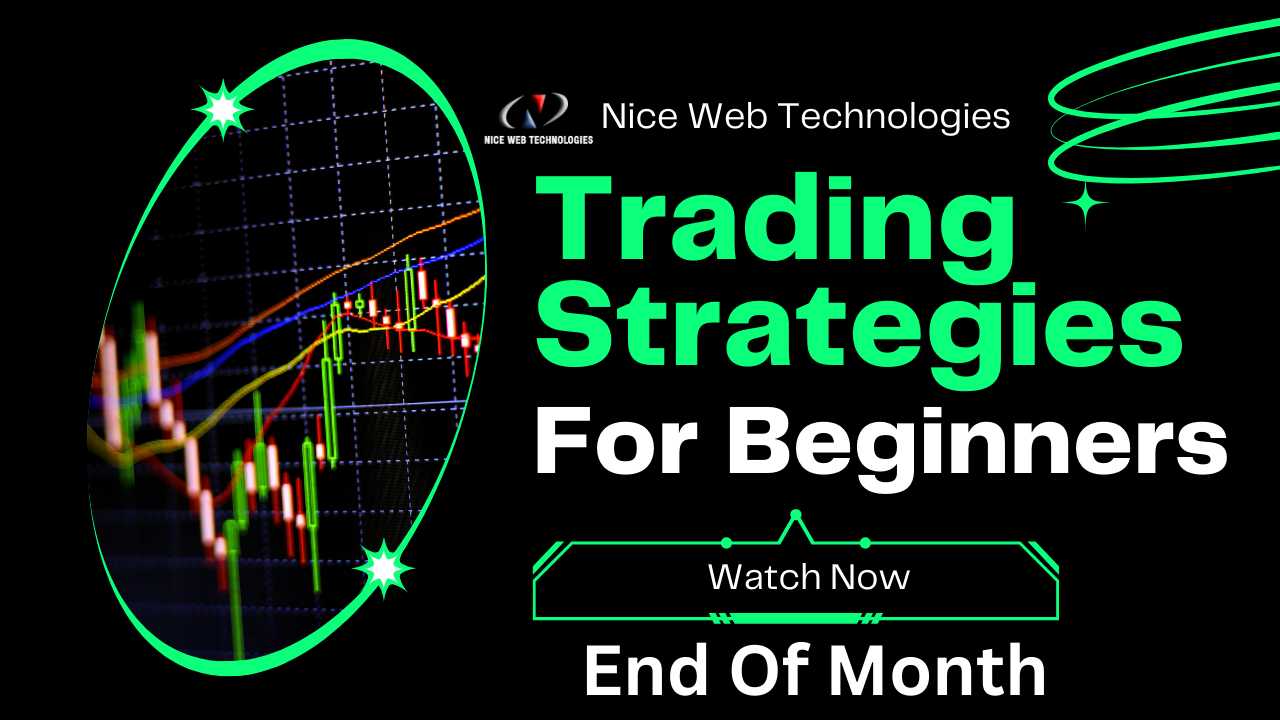 NICE WEB TECHNOLOGIES
Nice Web Technologies
Trading
Strategies
For Beginners
Watch Now
End Of Month